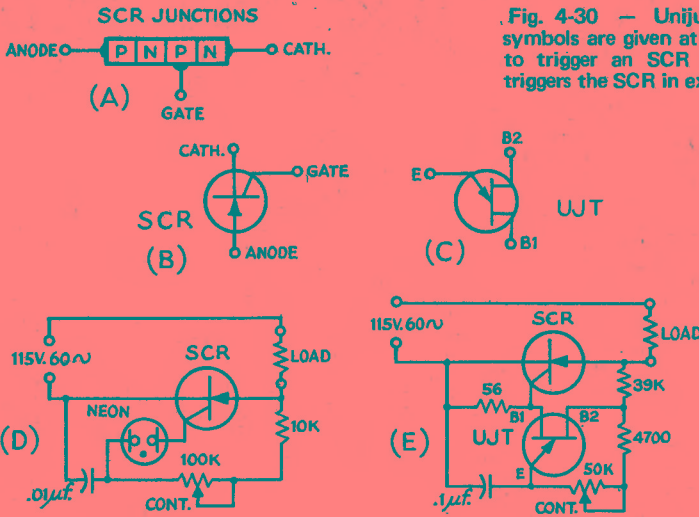 SCR JUNCTIONS
ANODE P N P N CATH.
(A)
GATE
Fig. 4-30 —
symbols are given at
to trigger an SCR
triggers the SCR in
CATH.
GATE
SCR
(B)
ANODE
B2
E
UJT
(C)
B1
115V. 60~
SCR
LOAD
NEON
10K
(D)
100K
.01µf.
CONT.
115V. 60~
SCR
LOAD
56
39K
B1
B2
(E)
UJT
4700
E
50K
.1µf.
CONT.